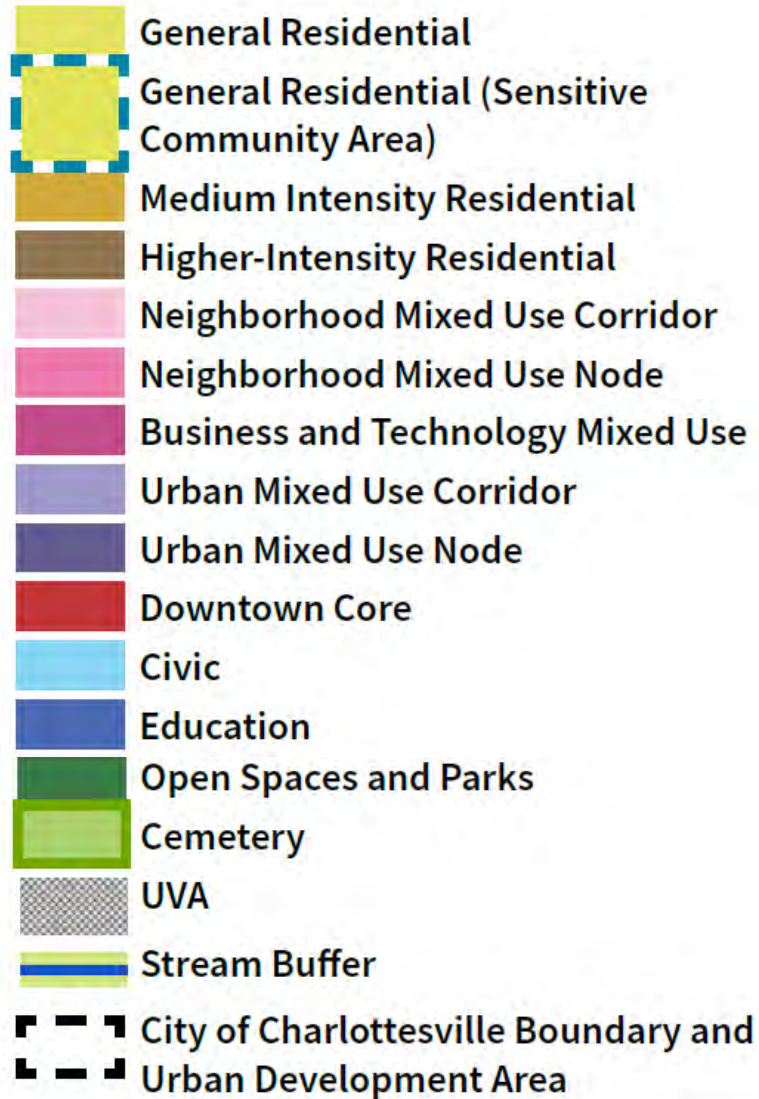 General Residential
General Residential (Sensitive
Community Area)
Medium Intensity Residential
Higher-Intensity Residential
Neighborhood Mixed Use Corridor
Neighborhood Mixed Use Node
Business and Technology Mixed Use
Urban Mixed Use Corridor
Urban Mixed Use Node
Downtown Core
Civic
Education
Open Spaces and Parks
Cemetery
UVA
Stream Buffer
City of Charlottesville Boundary and
Urban Development Area